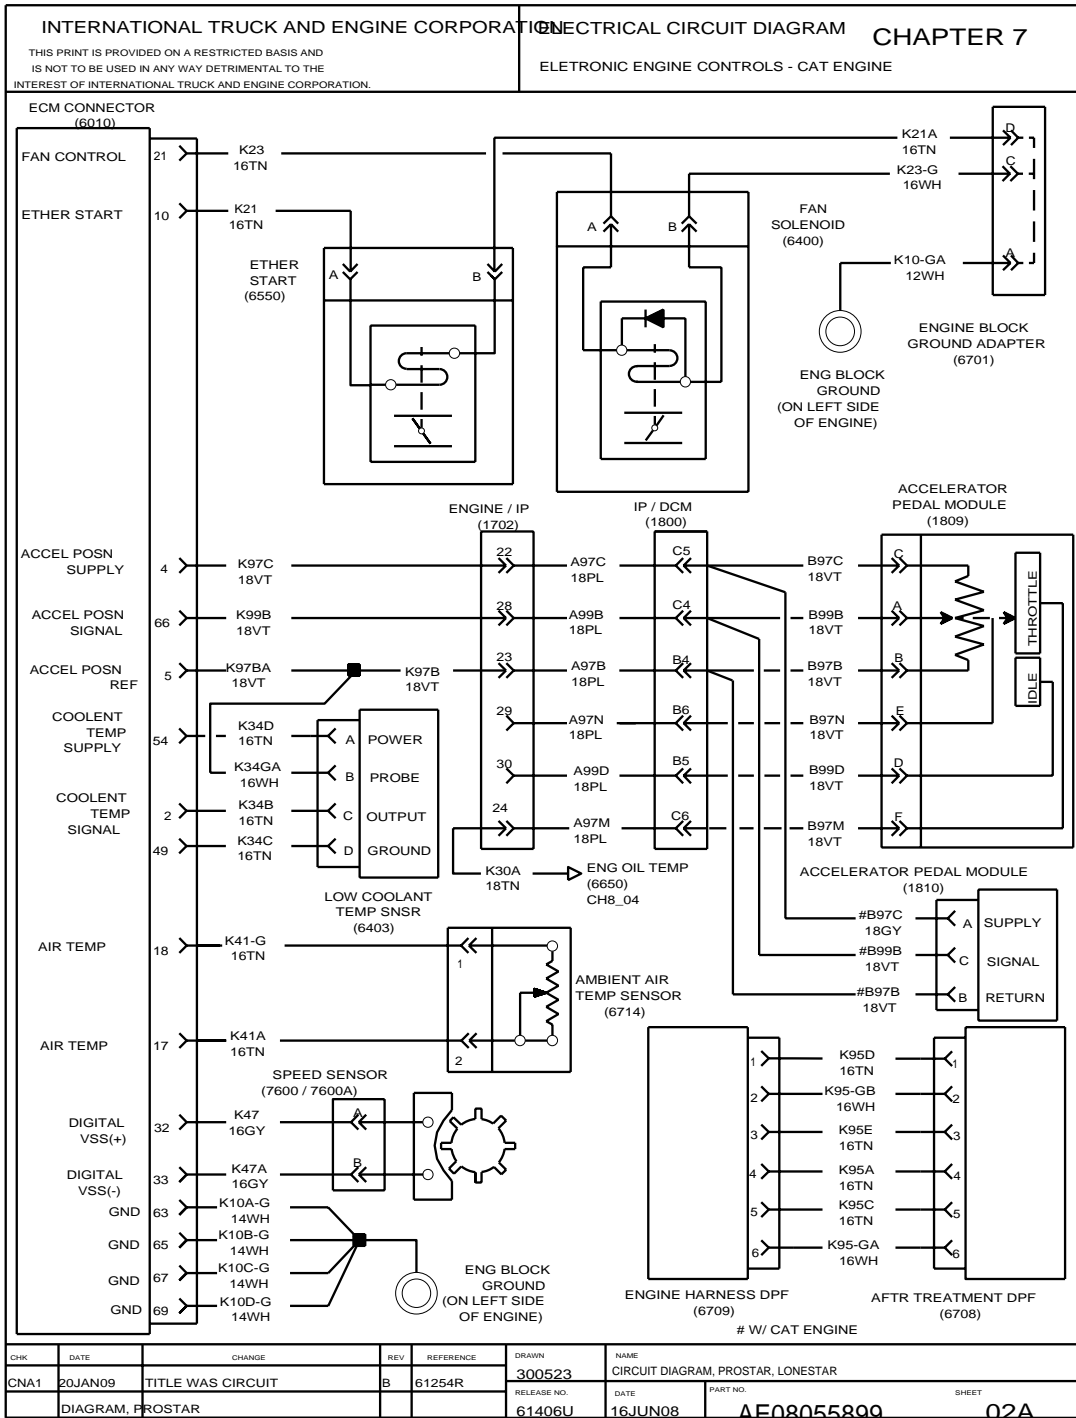 INTERNATIONAL TRUCK AND ENGINE CORPORATION
THIS PRINT IS PROVIDED ON A RESTRICTED BASIS AND
IS NOT TO BE USED IN ANY WAY DETRIMENTAL TO THE
INTEREST OF INTERNATIONAL TRUCK AND ENGINE CORPORATION.
ELECTRICAL CIRCUIT DIAGRAM
CHAPTER 7
ELETRONIC ENGINE CONTROLS - CAT ENGINE
ECM CONNECTOR
(6010)
FAN CONTROL
21
K23
16TN
ETHER START
10
K21
16TN
ETHER
START
(6550)
A
B
A
B
FAN
SOLENOID
(6400)
K21A
16TN
D
K23-G
16WH
C
K10-GA
12WH
A
ENGINE BLOCK
GROUND ADAPTER
(6701)
ENG BLOCK
GROUND
(ON LEFT SIDE
OF ENGINE)
ENGINE / IP
(1702)
IP / DCM
(1800)
ACCELERATOR
PEDAL MODULE
(1809)
ACCEL POSN
SUPPLY
4
K97C
18VT
22
A97C
18PL
C5
B97C
18VT
C
ACCEL POSN
SIGNAL
66
K99B
18VT
28
A99B
18PL
C4
B99B
18VT
A
THROTTLE
ACCEL POSN
REF
5
K97BA
18VT
K97B
18VT
23
A97B
18PL
B4
B97B
18VT
B
IDLE
COOLENT
TEMP
SUPPLY
54
K34D
16TN
A
POWER
29
A97N
18PL
B6
B97N
18VT
E
K34GA
16WH
B
PROBE
30
A99D
18PL
B5
B99D
18VT
D
COOLENT
TEMP
SIGNAL
2
K34B
16TN
C
OUTPUT
24
A97M
18PL
C6
B97M
18VT
F
49
K34C
16TN
D
GROUND
K30A
18TN
ENG OIL TEMP
(6650)
CH8_04
LOW COOLANT
TEMP SNSR
(6403)
ACCELERATOR PEDAL MODULE
(1810)
#B97C
18GY
A
SUPPLY
#B99B
18VT
C
SIGNAL
#B97B
18VT
B
RETURN
AIR TEMP
18
K41-G
16TN
1
AMBIENT AIR
TEMP SENSOR
(6714)
AIR TEMP
17
K41A
16TN
2
SPEED SENSOR
(7600 / 7600A)
DIGITAL
VSS(+)
32
K47
16GY
A
DIGITAL
VSS(-)
33
K47A
16GY
B
GND
63
K10A-G
14WH
GND
65
K10B-G
14WH
GND
67
K10C-G
14WH
GND
69
K10D-G
14WH
ENG BLOCK
GROUND
(ON LEFT SIDE
OF ENGINE)
1
K95D
16TN
1
2
K95-GB
16WH
2
3
K95E
16TN
3
4
K95A
16TN
4
5
K95C
16TN
5
6
K95-GA
16WH
6
ENGINE HARNESS DPF
(6709)
AFTR TREATMENT DPF
(6708)
# W/ CAT ENGINE
CHK
DATE
CHANGE
REV
REFERENCE
CNA1
20JAN09
TITLE WAS CIRCUIT
B
61254R
DIAGRAM, PROSTAR
DRAWN
300523
NAME
CIRCUIT DIAGRAM, PROSTAR, LONESTAR
RELEASE NO.
61406U
DATE
16JUN08
PART NO.
AE08055899
SHEET
02A